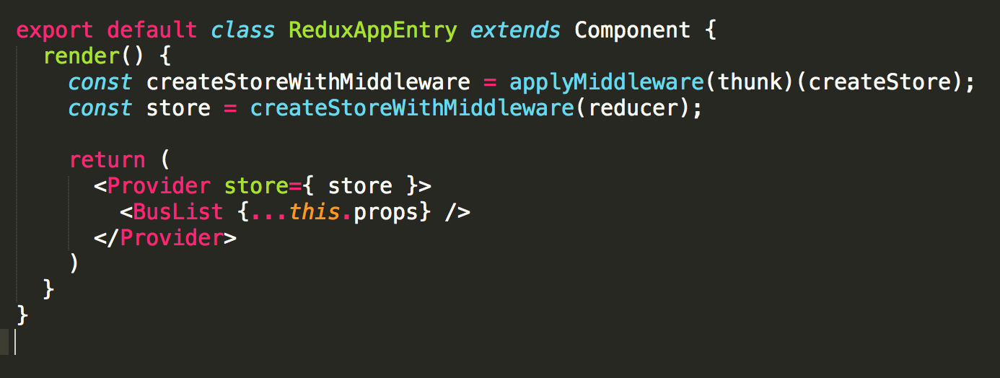 export default class ReduxAppEntry extends Component {
  render() {
    const createStoreWithMiddleware = applyMiddleware(thunk)(createStore);
    const store = createStoreWithMiddleware(reducer);

    return (
      <Provider store={ store }>
        <BusList {...this.props} />
      </Provider>
    )
  }
}